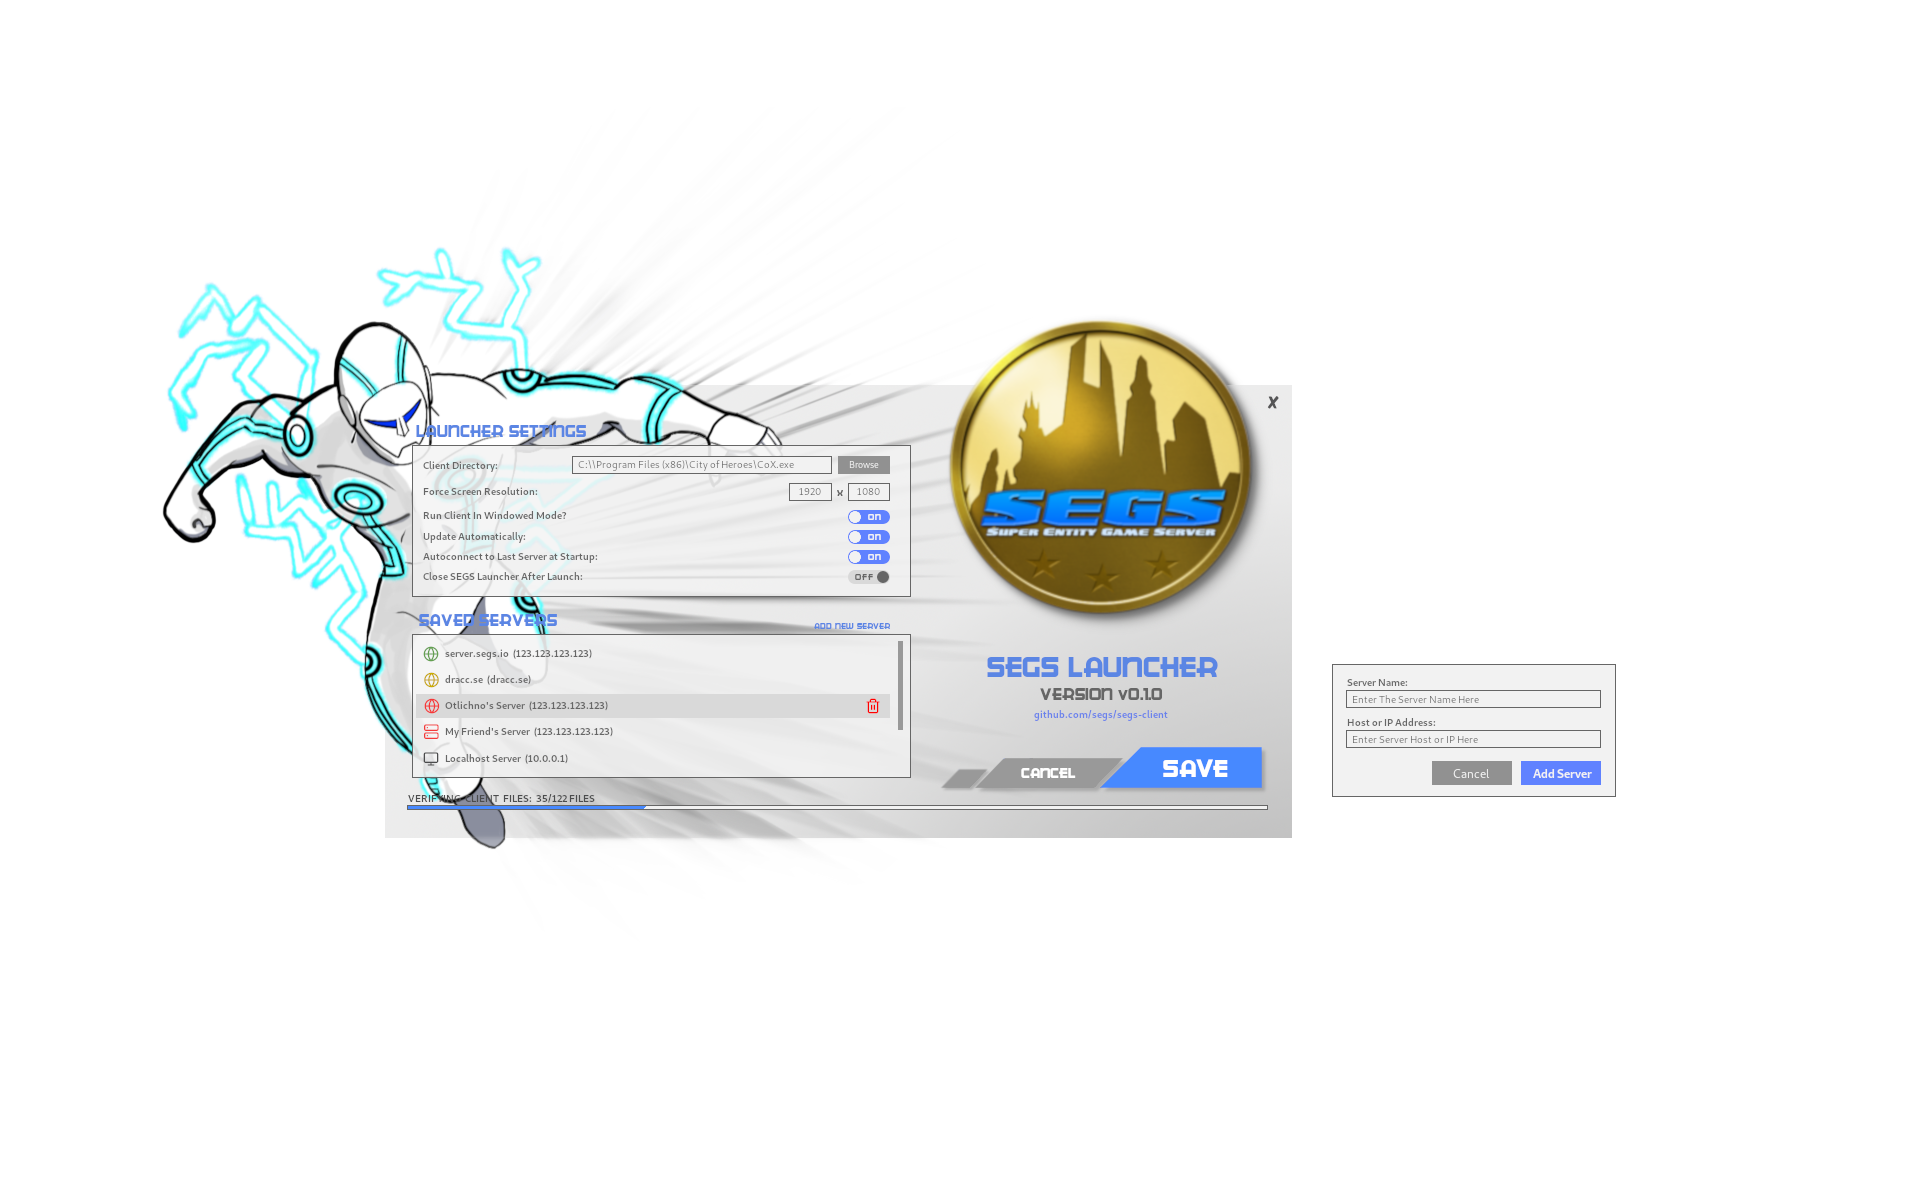 X
LAUNCHER SETTINGS
Client Directory: C:\\Program Files (x86)\City of Heroes\CoX.exe Browse
Force Screen Resolution: 1920 x 1080
Run Client In Windowed Mode? ON
Update Automatically: ON
Autoconnect to Last Server at Startup: ON
Close SEGS Launcher After Launch: OFF
SAVED SERVERS
ADD NEW SERVER
server.segs.io (123.123.123.123)
dracc.se (dracc.se)
Otlichno's Server (123.123.123.123)
My Friend's Server (123.123.123.123)
Localhost Server (10.0.0.1)
VERIFYING CLIENT FILES: 35/122 FILES
SEGS
SUPER ENTITY GAME SERVER
SEGS LAUNCHER
VERSION V0.1.0
github.com/segs/segs-client
CANCEL
SAVE
Server Name:
Enter The Server Name Here
Host or IP Address:
Enter Server Host or IP Here
Cancel Add Server